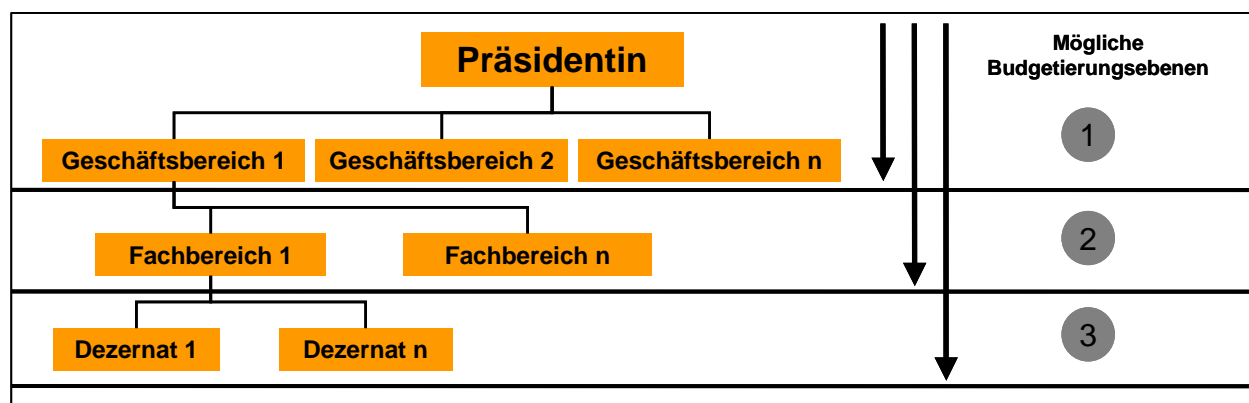 Präsidentin
Mögliche
Budgetierungsebenen
1
Geschäftsbereich 1
Geschäftsbereich 2
Geschäftsbereich n
Fachbereich 1
Fachbereich n
2
Dezernat 1
Dezernat n
3